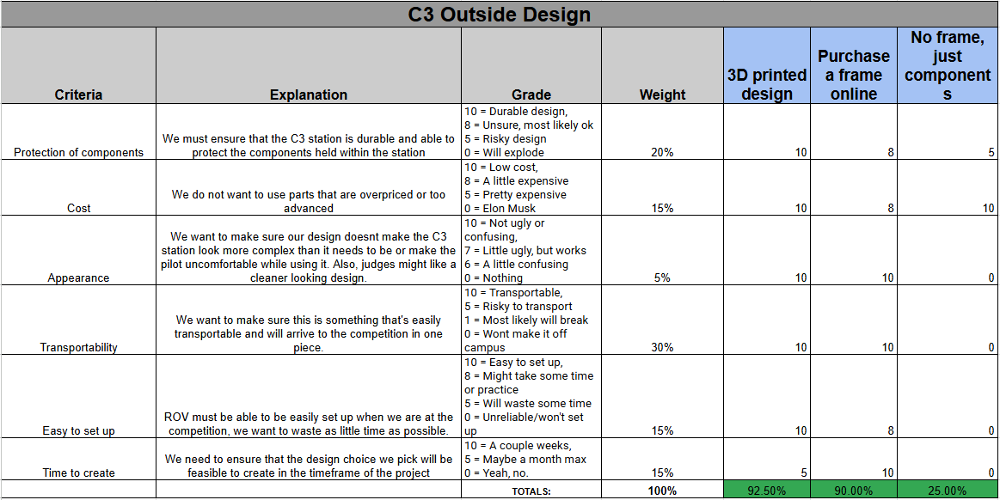 C3 Outside Design
Criteria
Explanation
Grade
Weight
3D printed
design
Purchase
a frame
online
No frame,
just
component
s
Protection of components
We must ensure that the C3 station is durable and able to
protect the components held within the station
10 = Durable design,
8 = Unsure, most likely ok
5 = Risky design
0 = Will explode
20%
10
8
5
Cost
We do not want to use parts that are overpriced or too
advanced
10 = Low cost,
8 = A little expensive
5 = Pretty expensive
0 = Elon Musk
15%
10
8
10
Appearance
We want to make sure our design doesnt make the C3
station look more complex than it needs to be or make the
pilot uncomfortable while using it. Also, judges might like a
cleaner looking design.
10 = Not ugly or
confusing,
7 = Little ugly, but works
6 = A little confusing
0 = Nothing
5%
10
10
0
Transportability
We want to make sure this is something that's easily
transportable and will arrive to the competition in one
piece.
10 = Transportable,
5 = Risky to transport
1 = Most likely will break
0 = Wont make it off
campus
30%
10
10
0
Easy to set up
ROV must be able to be easily set up when we are at the
competition, we want to waste as little time as possible.
10 = Easy to set up,
8 = Might take some time
or practice
5 = Will waste some time
0 = Unreliable/won't set
up
15%
10
8
0
Time to create
We need to ensure that the design choice we pick will be
feasible to create in the timeframe of the project
10 = A couple weeks,
5 = Maybe a month max
0 = Yeah, no.
15%
5
10
0
TOTALS:
100%
92.50%
90.00%
25.00%